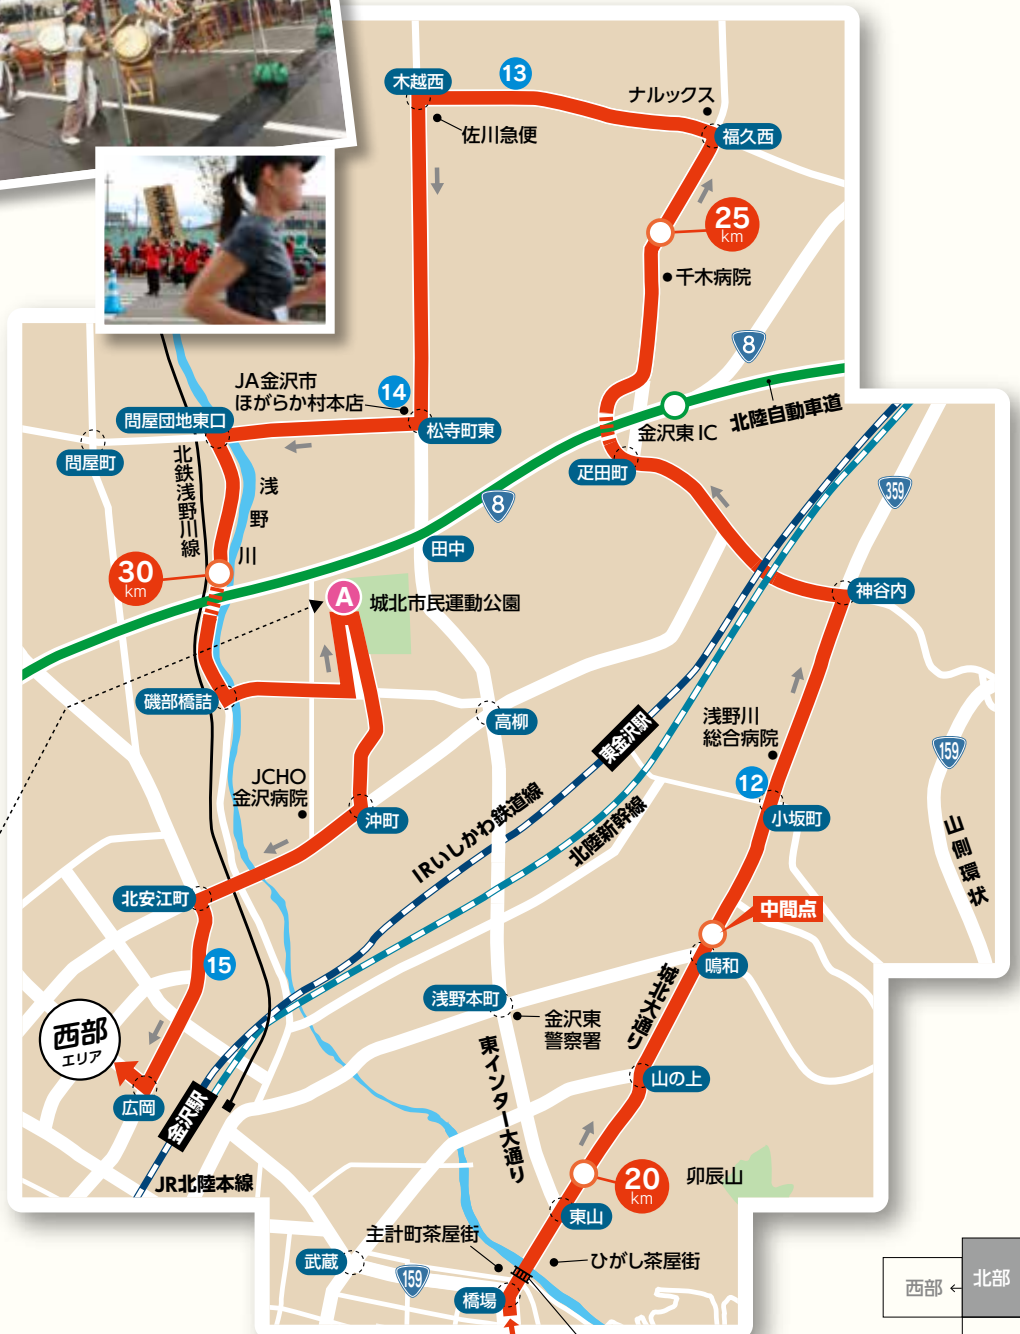 木越西
13
ナルックス
佐川急便
福久西
25
km
千木病院
8
JA金沢市
ほがらか村本店
14
北陸自動車道
問屋団地東口
松寺町東
金沢東IC
問屋町
疋田町
北鉄浅野川線
浅野川
8
359
田中
30
km
A
城北市民運動公園
神谷内
磯部橋詰
高柳
東金沢駅
浅野川
総合病院
159
JCHO
金沢病院
12
沖町
IRいしかわ鉄道線
北陸新幹線
小坂町
山側環状
北安江町
中間点
15
鳴和
城北大通り
浅野本町
金沢東
警察署
西部
エリア
東インター大通り
山の上
広岡
金沢駅
JR北陸本線
20
km
卯辰山
東山
主計町茶屋街
武蔵
ひがし茶屋街
159
橋場
西部
北部